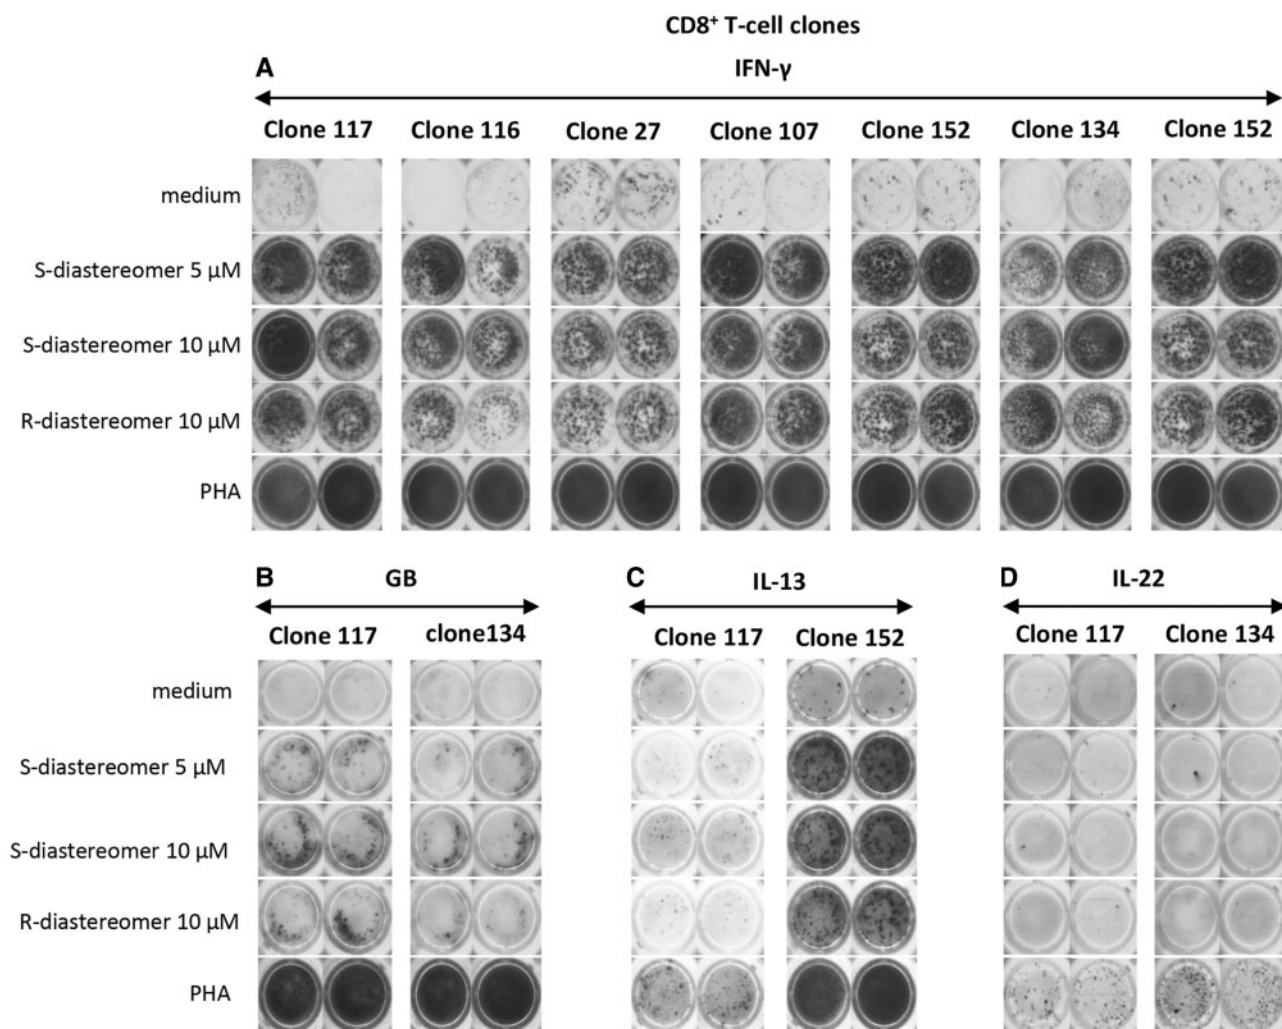 CD8⁺ T-cell clones
A
IFN-γ
Clone 117 Clone 116 Clone 27 Clone 107 Clone 152 Clone 134 Clone 152
medium
S-diastereomer 5 μM
S-diastereomer 10 μM
R-diastereomer 10 μM
PHA
B GB C IL-13 D IL-22
Clone 117 clone134 Clone 117 Clone 152 Clone 117 Clone 134
medium
S-diastereomer 5 μM
S-diastereomer 10 μM
R-diastereomer 10 μM
PHA